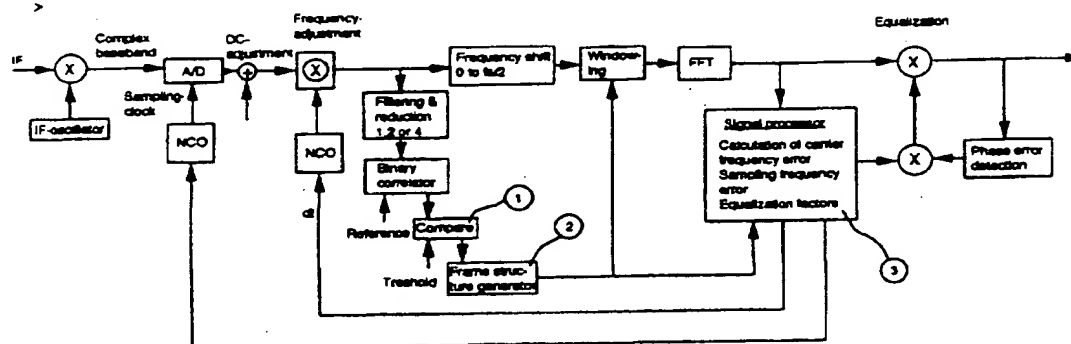 >
Frequency-
adjustment
Equalization
Complex
baseband
DC-
adjustment
IF
X
A/D
+
X
Frequency shift
0 to fs/2
Window-
ing
FFT
X
Sampling-
clock
IF-oscillator
NCO
NCO
Filtering &
reduction
1,2 or 4
Signal processor
Calculation of carrier
frequency error
Sampling frequency
error
Equalization factors
X
Phase error
detection
Binary
correlator
Reference
Compare
1
2
Treshold
Frame struc-
ture generator
3